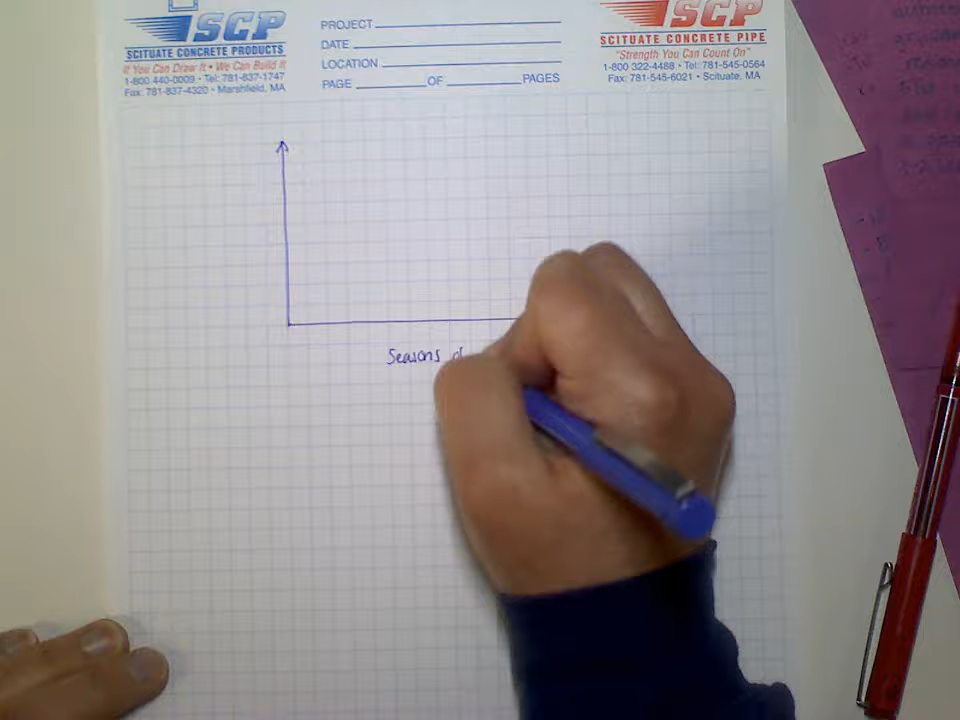 SCP
SCITUATE CONCRETE PRODUCTS
If You Can Draw It • We Can Build It
1-800 440-0009 • Tel: 781-837-1747
Fax: 781-837-4320 • Marshfield, MA
PROJECT
DATE
LOCATION
PAGE OF PAGES
SCP
SCITUATE CONCRETE PIPE
"Strength You Can Count On"
1-800 322-4488 • Tel: 781-545-0564
Fax: 781-545-6021 • Scituate, MA
Seasons